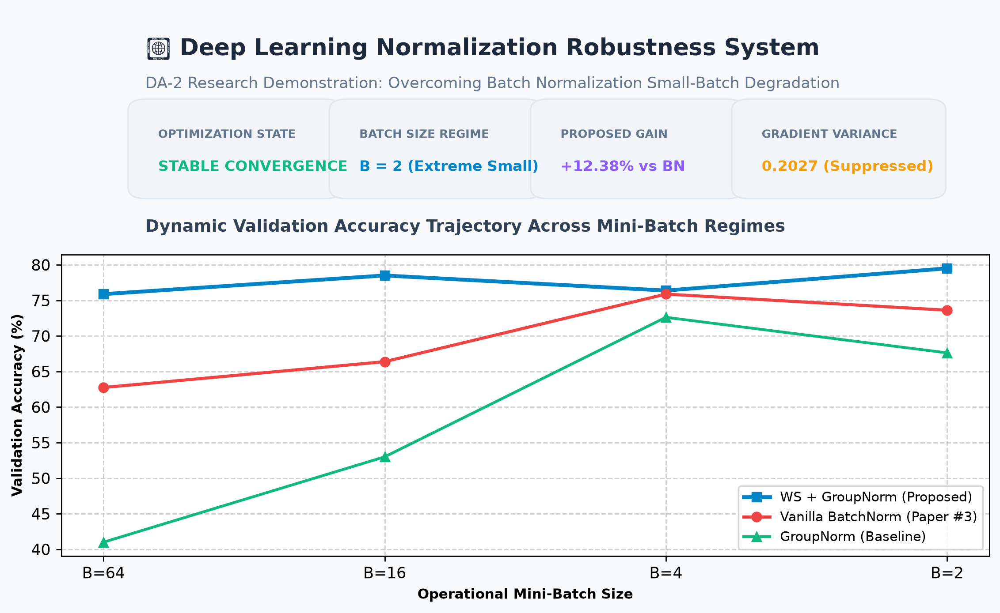 Deep Learning Normalization Robustness System
DA-2 Research Demonstration: Overcoming Batch Normalization Small-Batch Degradation
OPTIMIZATION STATE
STABLE CONVERGENCE
BATCH SIZE REGIME
B = 2 (Extreme Small)
PROPOSED GAIN
+12.38% vs BN
GRADIENT VARIANCE
0.2027 (Suppressed)
Dynamic Validation Accuracy Trajectory Across Mini-Batch Regimes
Validation Accuracy (%)
80
75
70
65
60
55
50
45
40
WS + GroupNorm (Proposed)
Vanilla BatchNorm (Paper #3)
GroupNorm (Baseline)
B=64
B=16
B=4
B=2
Operational Mini-Batch Size